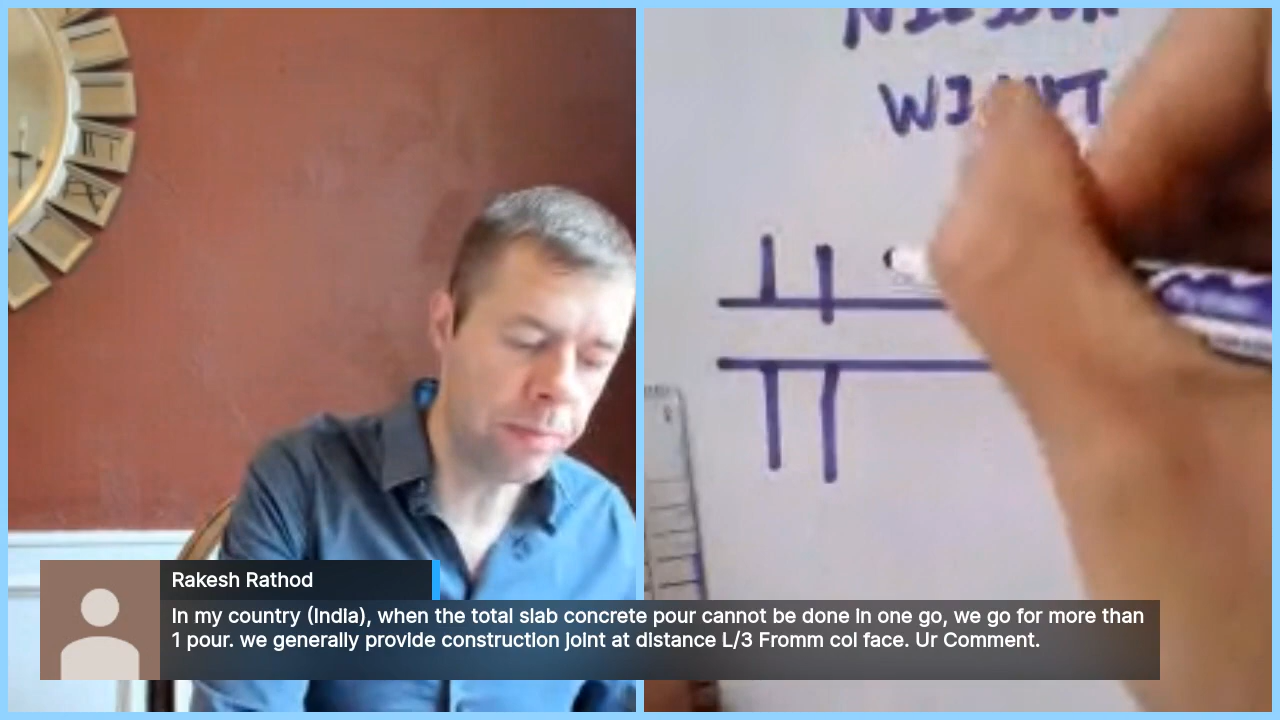 Rakesh Rathod
In my country (India), when the total slab concrete pour cannot be done in one go, we go for more than
1 pour. we generally provide construction joint at distance L/3 Fromm col face. Ur Comment.